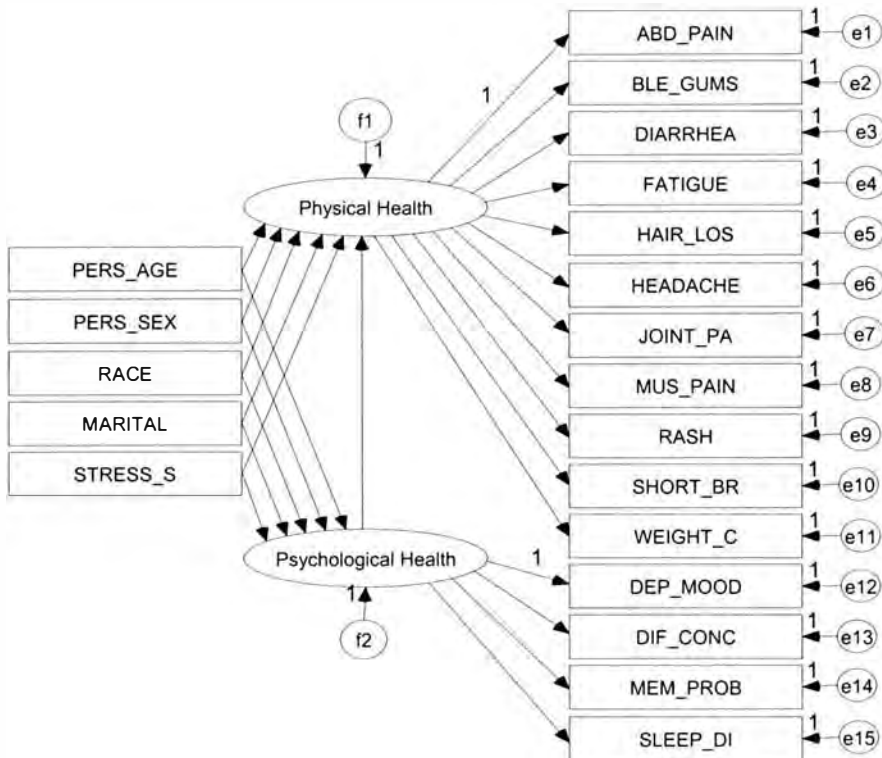 1
ABD_PAIN
1
e1
BLE_GUMS
1
e2
DIARRHEA
1
e3
FATIGUE
1
e4
HAIR_LOS
1
e5
HEADACHE
1
e6
JOINT_PA
1
e7
MUS_PAIN
1
e8
RASH
1
e9
SHORT_BR
1
e10
WEIGHT_C
1
e11
1
DEP_MOOD
1
e12
DIF_CONC
1
e13
MEM_PROB
1
e14
SLEEP_DI
1
e15
f1
1
Physical Health
PERS_AGE
PERS_SEX
RACE
MARITAL
STRESS_S
Psychological Health
1
f2